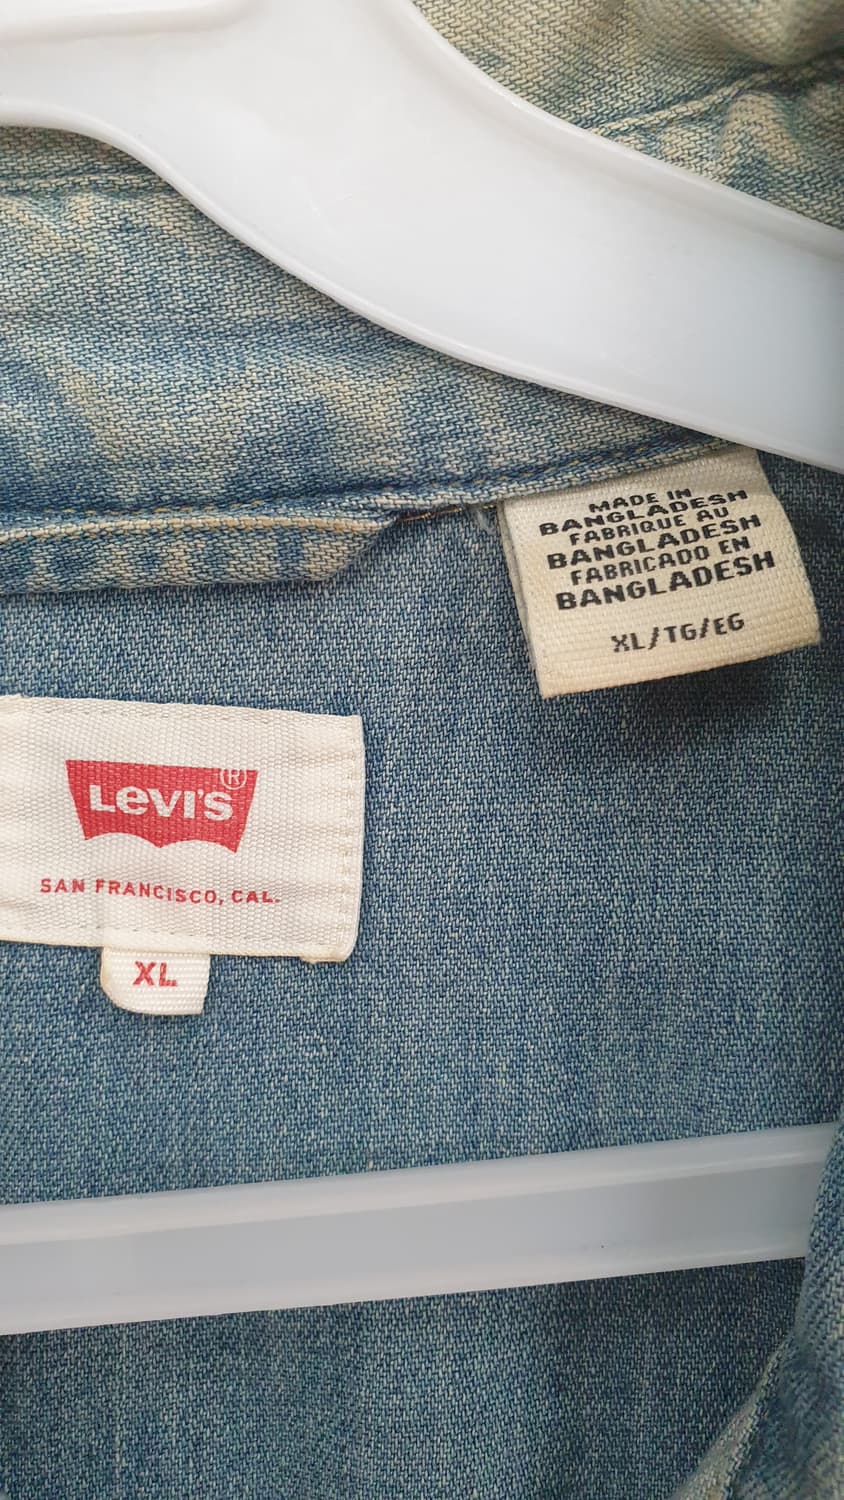 MADE IN
BANGLADESH
FABRIQUE AU
BANGLADESH
FABRICADO EN
BANGLADESH
XL/TG/EG
LEVI'S®
SAN FRANCISCO, CAL.
XL